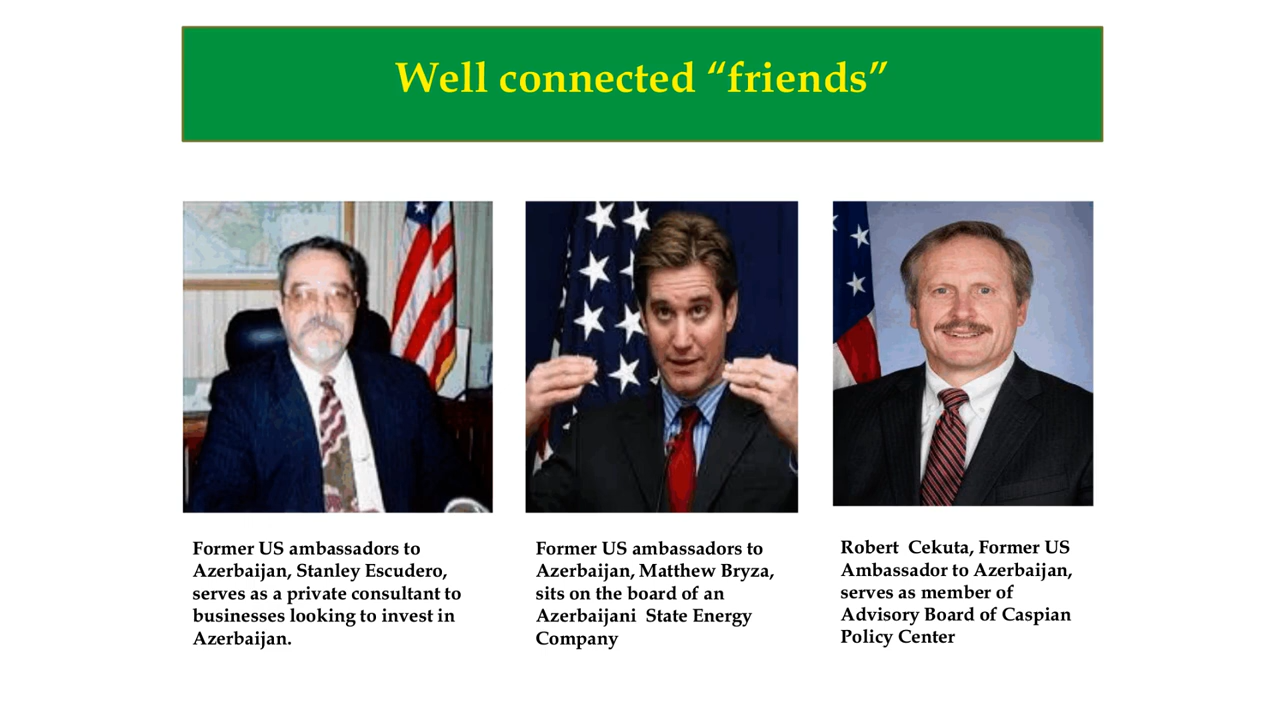 Well connected “friends”
Former US ambassadors to
Azerbaijan, Stanley Escudero,
serves as a private consultant to
businesses looking to invest in
Azerbaijan.
Former US ambassadors to
Azerbaijan, Matthew Bryza,
sits on the board of an
Azerbaijani  State Energy
Company
Robert  Cekuta, Former US
Ambassador to Azerbaijan,
serves as member of
Advisory Board of Caspian
Policy Center